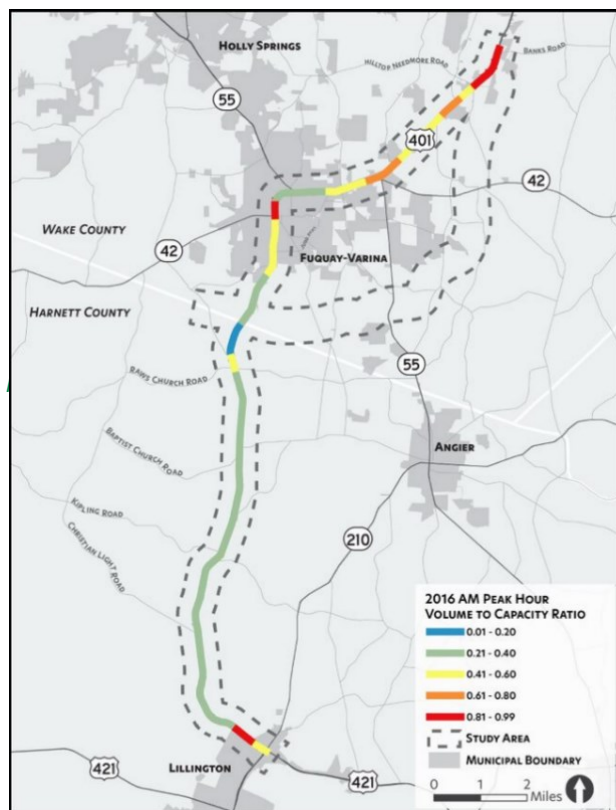 HOLLY SPRINGS
HILLTOP NEEDMORE ROAD
BANKS ROAD
55
401
42
WAKE COUNTY
42
FUQUAY-VARINA
HARNETT COUNTY
55
RAWLS CHURCH ROAD
ANGIER
BAPTIST CHURCH ROAD
KIPLING ROAD
CHRISTIAN LIGHT ROAD
210
2016 AM PEAK HOUR
VOLUME TO CAPACITY RATIO
0.01 - 0.20
0.21 - 0.40
0.41 - 0.60
0.61 - 0.80
0.81 - 0.99
STUDY AREA
MUNICIPAL BOUNDARY
0 1 2
MILES
421
LILLINGTON
421